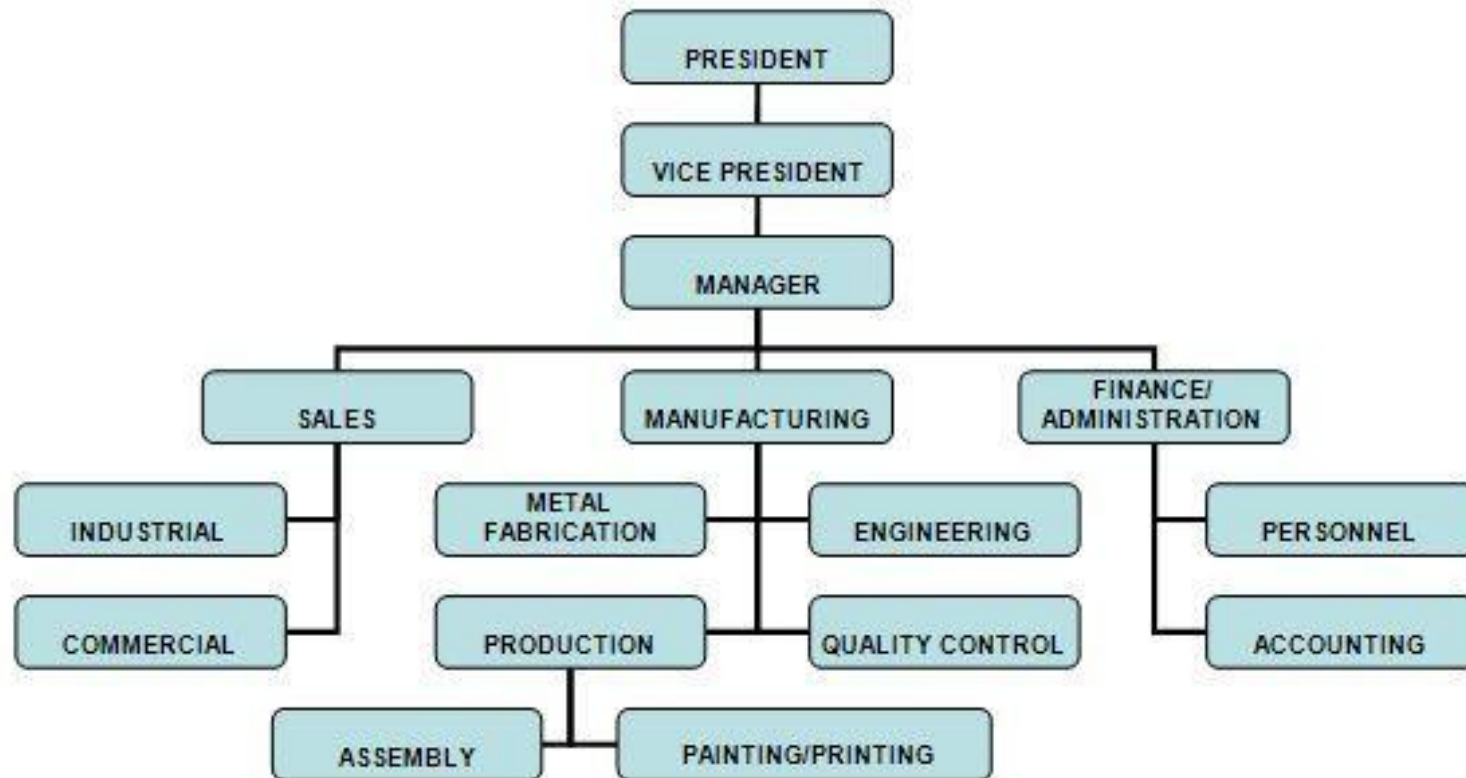 PRESIDENT
VICE PRESIDENT
MANAGER
SALES
MANUFACTURING
FINANCE/
ADMINISTRATION
INDUSTRIAL
METAL
FABRICATION
ENGINEERING
PERSONNEL
COMMERCIAL
PRODUCTION
QUALITY CONTROL
ACCOUNTING
ASSEMBLY
PAINTING/PRINTING